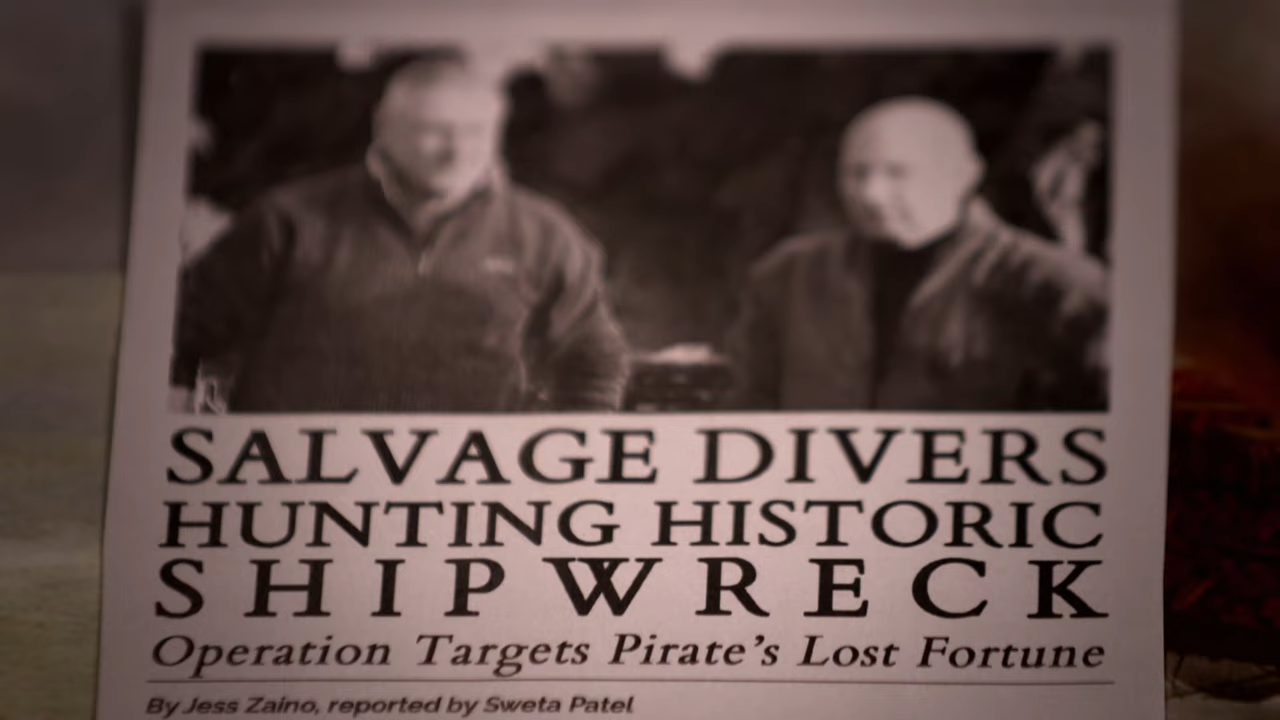 SALVAGE DIVERS
HUNTING HISTORIC
SHIPWRECK
Operation Targets Pirate's Lost Fortune
By Jess Zaino, reported by Sweta Patel